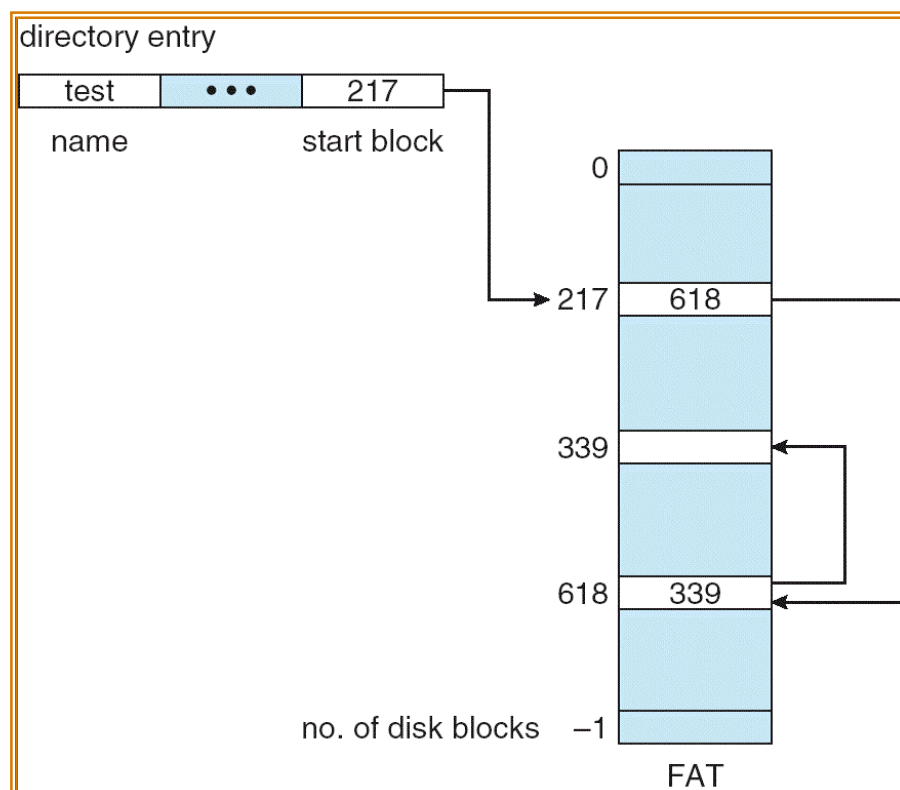 directory entry
test ••• 217
name start block
0
217 618
339
618 339
no. of disk blocks –1
FAT